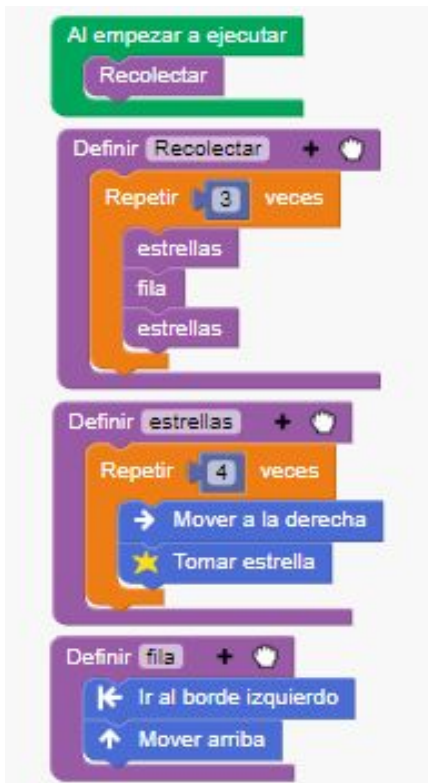 Al empezar a ejecutar
Recolectar
Definir Recolectar +
Repetir 3 veces
estrellas
fila
estrellas
Definir estrellas +
Repetir 4 veces
Mover a la derecha
Tomar estrella
Definir fila +
Ir al borde izquierdo
Mover arriba